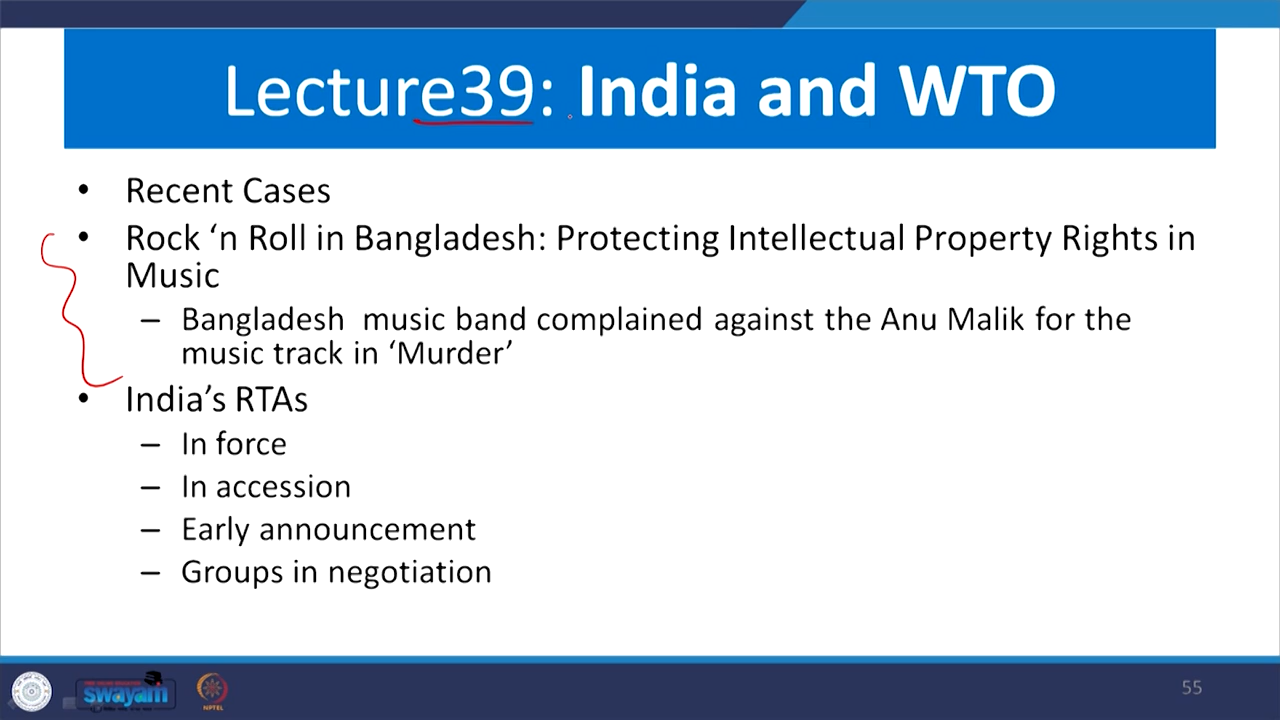 Lecture39: India and WTO
• Recent Cases
• Rock ‘n Roll in Bangladesh: Protecting Intellectual Property Rights in
Music
– Bangladesh music band complained against the Anu Malik for the
music track in ‘Murder’
• India’s RTAs
– In force
– In accession
– Early announcement
– Groups in negotiation
swayam
NPTEL
55